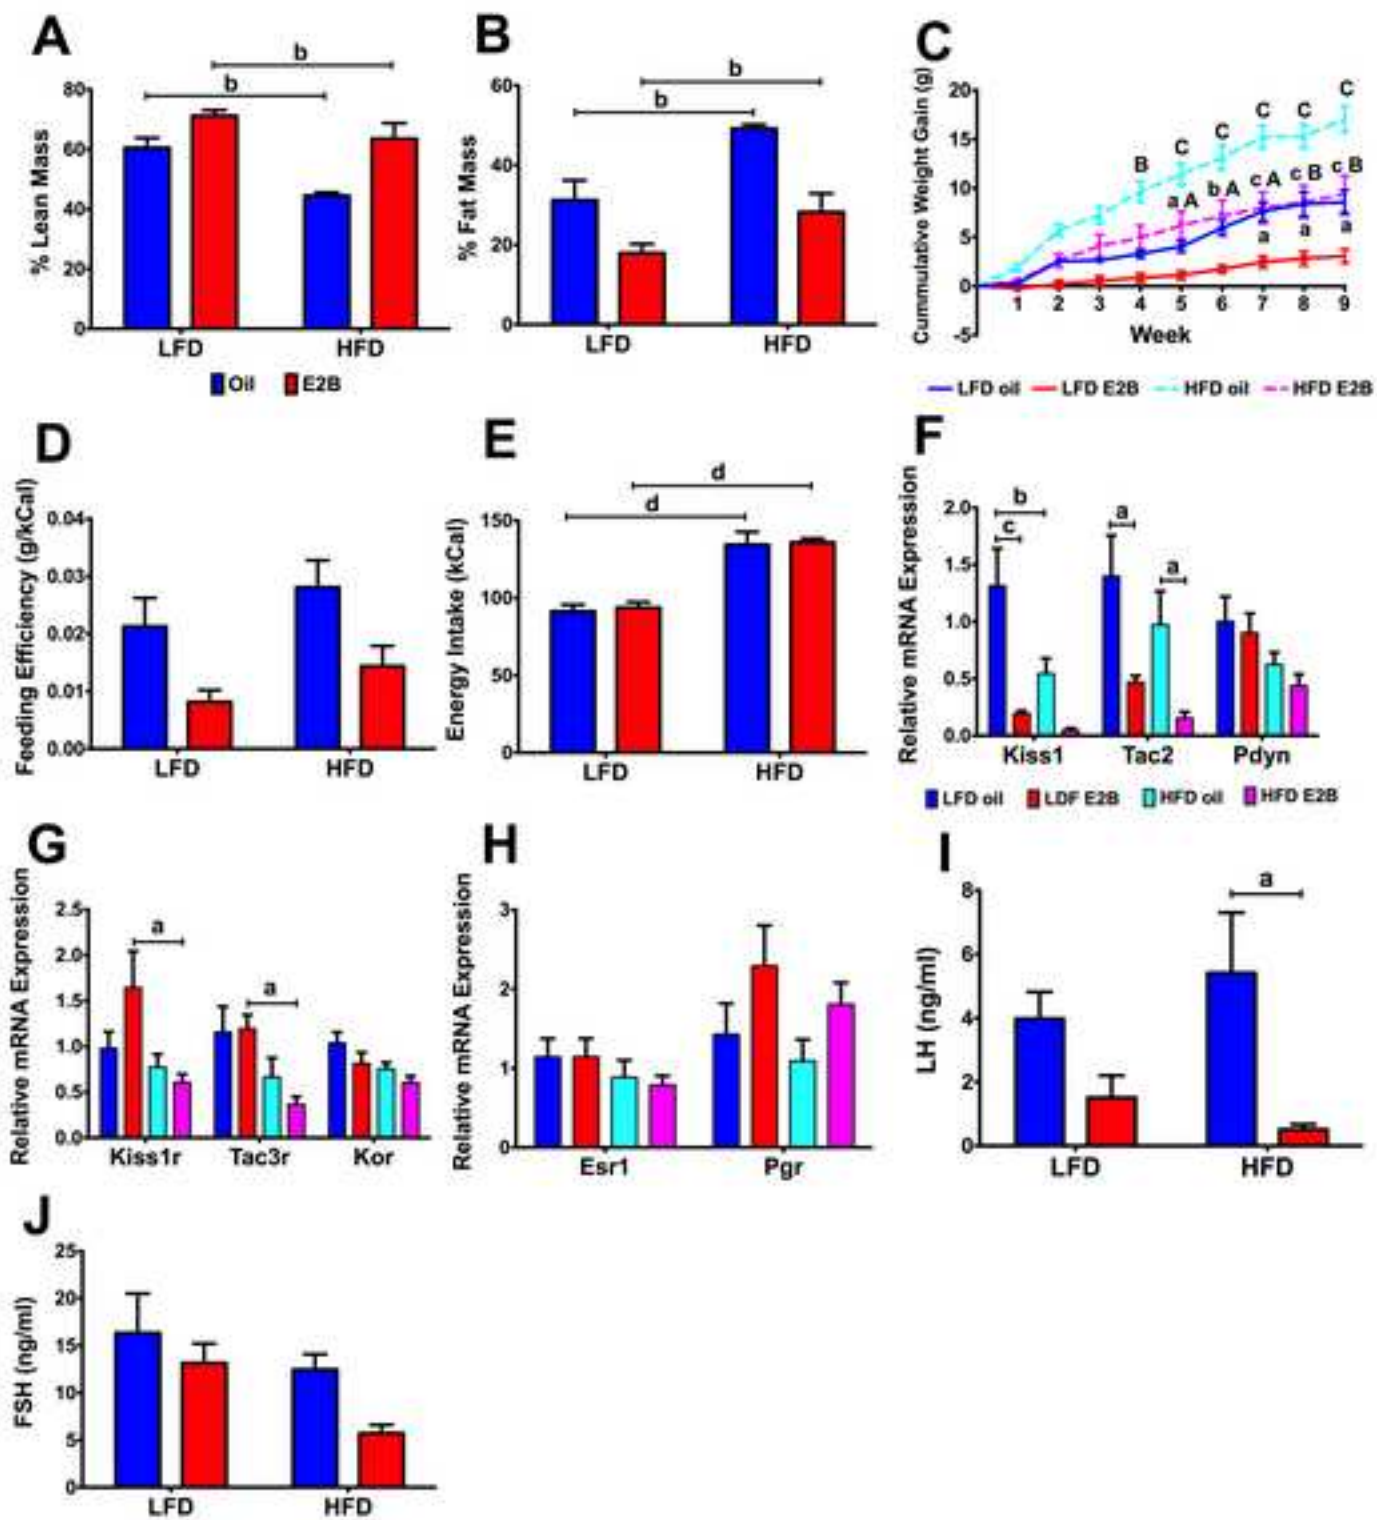 A
b
b
80
60
40
20
0
% Lean Mass
LFD
HFD
Oil
E2B
B
b
b
60
40
20
0
% Fat Mass
LFD
HFD
C
20
15
10
5
0
-5
Cummulative Weight Gain (g)
B
C
C
C
C
C
a A
b A
c A
c B
c B
a
a
a
1 2 3 4 5 6 7 8 9
Week
LFD oil
LFD E2B
HFD oil
HFD E2B
D
0.04
0.03
0.02
0.01
0.00
Feeding Efficiency (g/kCal)
LFD
HFD
E
d
d
150
100
50
0
Energy Intake (kCal)
LFD
HFD
F
2.0
1.5
1.0
0.5
0.0
Relative mRNA Expression
b
c
a
a
Kiss1
Tac2
Pdyn
LFD oil
LDF E2B
HFD oil
HFD E2B
G
2.5
2.0
1.5
1.0
0.5
0.0
Relative mRNA Expression
a
a
Kiss1r
Tac3r
Kor
H
3
2
1
0
Relative mRNA Expression
Esr1
Pgr
I
8
6
4
2
0
LH (ng/ml)
a
LFD
HFD
J
25
20
15
10
5
0
FSH (ng/ml)
LFD
HFD